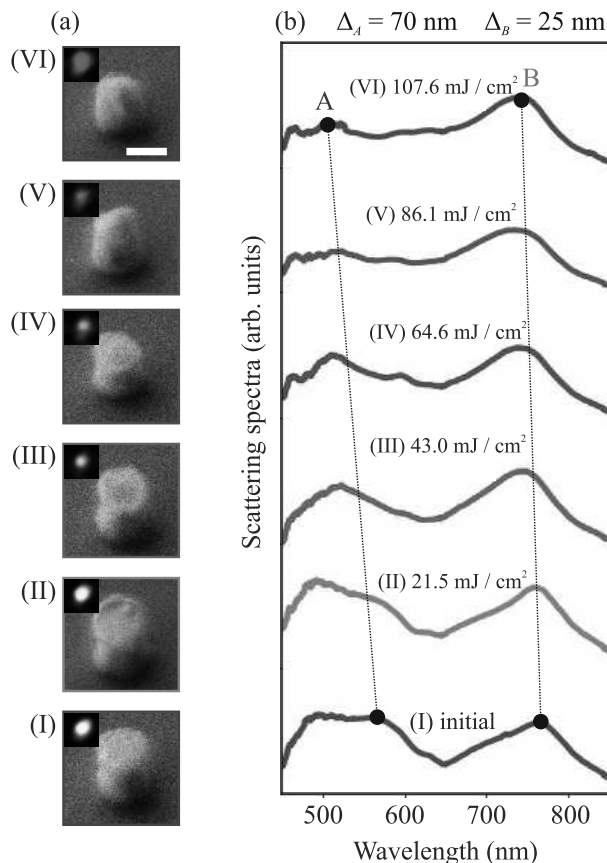 (a)
(b) Δ_A = 70 nm Δ_B = 25 nm
(VI)
(V)
(IV)
(III)
(II)
(I)
A
B
(VI) 107.6 mJ / cm²
(V) 86.1 mJ / cm²
(IV) 64.6 mJ / cm²
(III) 43.0 mJ / cm²
(II) 21.5 mJ / cm²
(I) initial
Scattering spectra (arb. units)
500 600 700 800
Wavelength (nm)